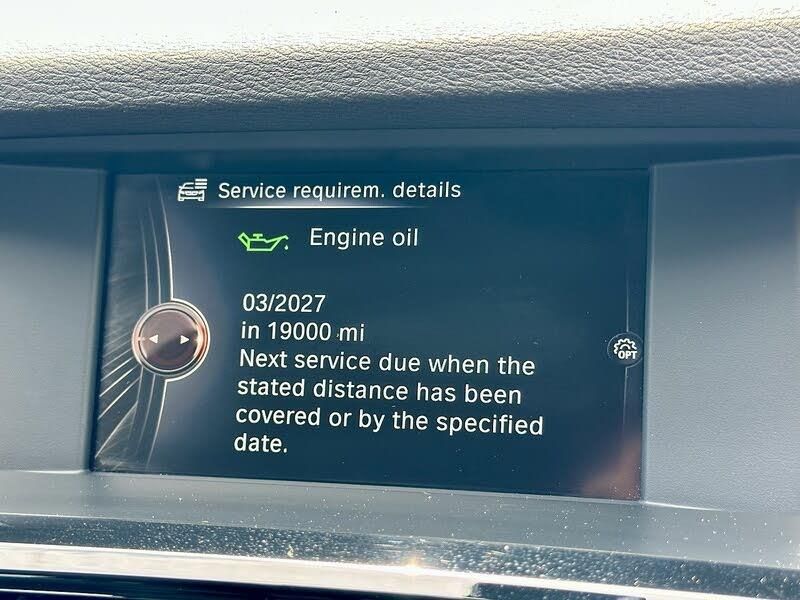 Service requirem. details
Engine oil
03/2027
in 19000 mi
Next service due when the
stated distance has been
covered or by the specified
date.
OPT